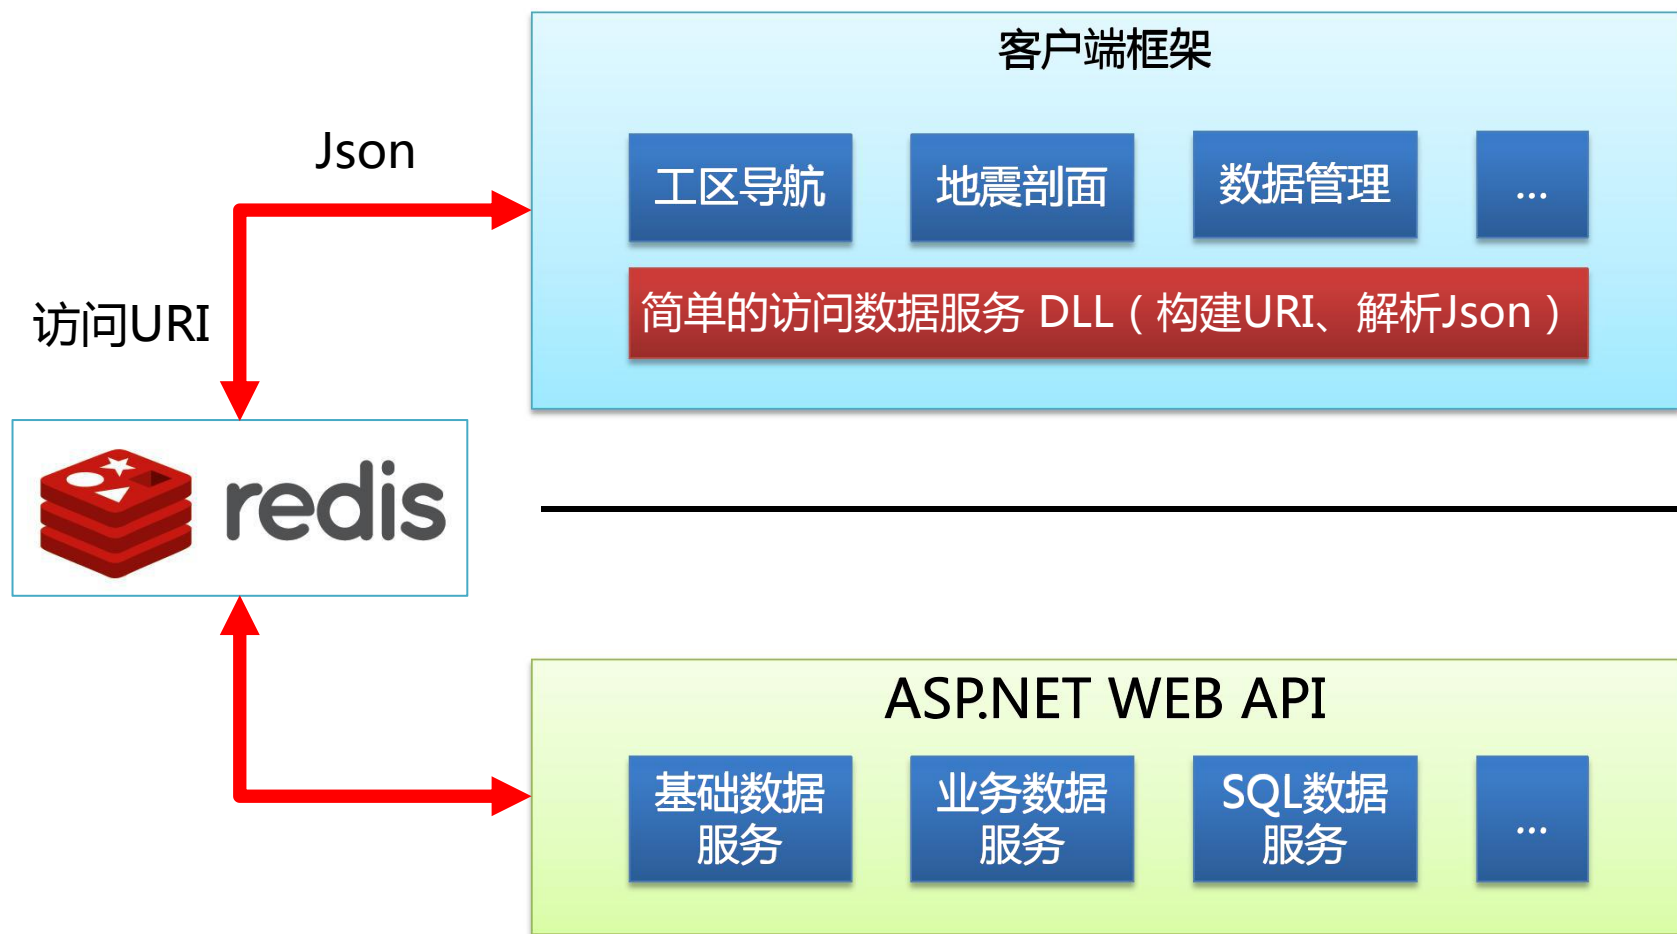 客户端框架
Json
工区导航
地震剖面
数据管理
...
简单的访问数据服务 DLL（构建URI、解析Json）
访问URI
redis
ASP.NET WEB API
基础数据
服务
业务数据
服务
SQL数据
服务
...